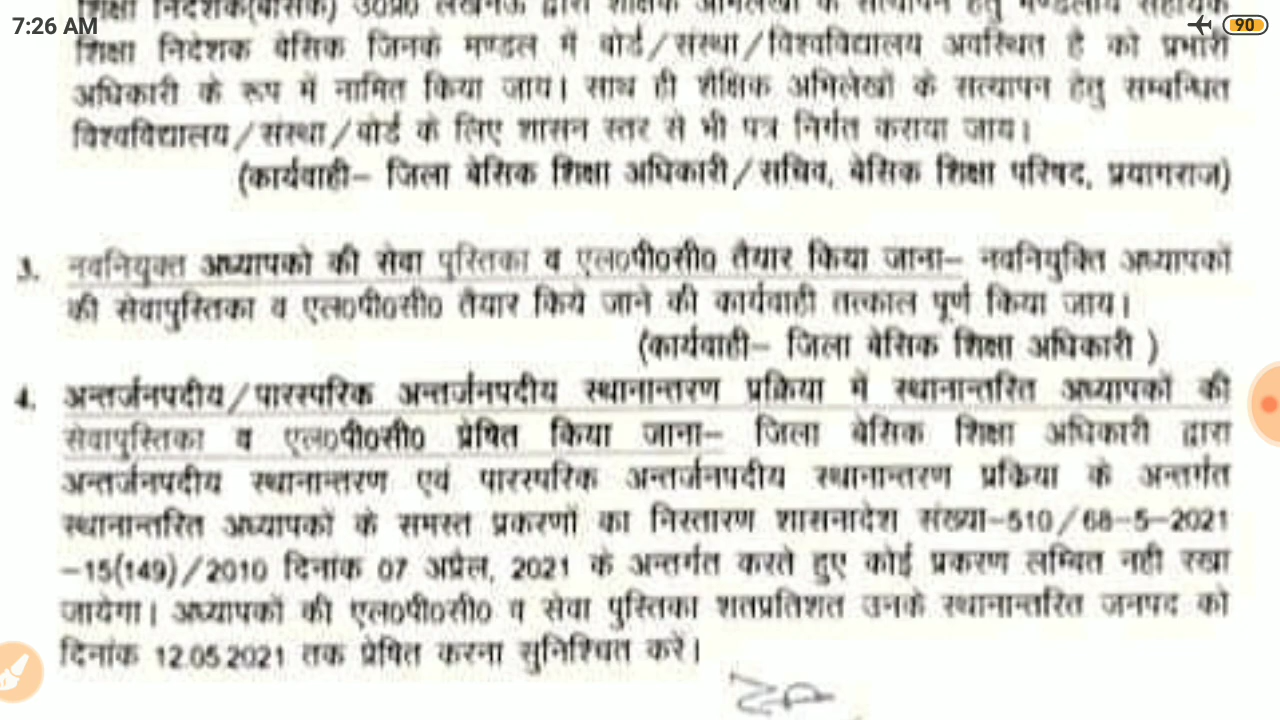 7:26 AM
90
शिक्षा निदेशक(बेसिक) उ0प्र0 लखनऊ द्वारा शैक्षिक अभिलेखों के सत्यापन हेतु मण्डलीय सहायक
शिक्षा निदेशक बेसिक जिनके मण्डल में बोर्ड/संस्था/विश्वविद्यालय अवस्थित है को प्रभारी
अधिकारी के रूप में नामित किया जाय। साथ ही शैक्षिक अभिलेखों के सत्यापन हेतु सम्बन्धित
विश्वविद्यालय/संस्था/बोर्ड के लिए शासन स्तर से भी पत्र निर्गत कराया जाय।
(कार्यवाही– जिला बेसिक शिक्षा अधिकारी/सचिव, बेसिक शिक्षा परिषद, प्रयागराज)
3. नवनियुक्त अध्यापको की सेवा पुस्तिका व एल0पी0सी0 तैयार किया जाना– नवनियुक्ति अध्यापकों
की सेवापुस्तिका व एल0पी0सी0 तैयार किये जाने की कार्यवाही तत्काल पूर्ण किया जाय।
(कार्यवाही– जिला बेसिक शिक्षा अधिकारी )
4. अन्तर्जनपदीय/पारस्परिक अन्तर्जनपदीय स्थानान्तरण प्रक्रिया में स्थानान्तरित अध्यापकों की
सेवापुस्तिका व एल0पी0सी0 प्रेषित किया जाना– जिला बेसिक शिक्षा अधिकारी द्वारा
अन्तर्जनपदीय स्थानान्तरण एवं पारस्परिक अन्तर्जनपदीय स्थानान्तरण प्रक्रिया के अन्तर्गत
स्थानान्तरित अध्यापकों के समस्त प्रकरणों का निस्तारण शासनादेश संख्या–510/68–5–2021
–15(149)/2010 दिनांक 07 अप्रैल, 2021 के अन्तर्गत करते हुए कोई प्रकरण लम्बित नही रखा
जायेगा। अध्यापकों की एल0पी0सी0 व सेवा पुस्तिका शतप्रतिशत उनके स्थानान्तरित जनपद को
दिनांक 12.05.2021 तक प्रेषित करना सुनिश्चित करें।